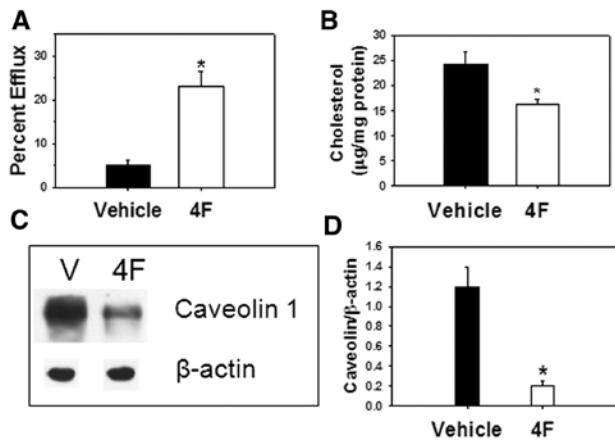 A
Percent Efflux
30
20
10
0
*
Vehicle 4F
B
Cholesterol
(μg/mg protein)
35
30
25
20
15
10
5
0
*
Vehicle 4F
C
V 4F
Caveolin 1
β-actin
D
Caveolin/β-actin
1.6
1.4
1.2
1.0
0.8
0.6
0.4
0.2
0.0
*
Vehicle 4F